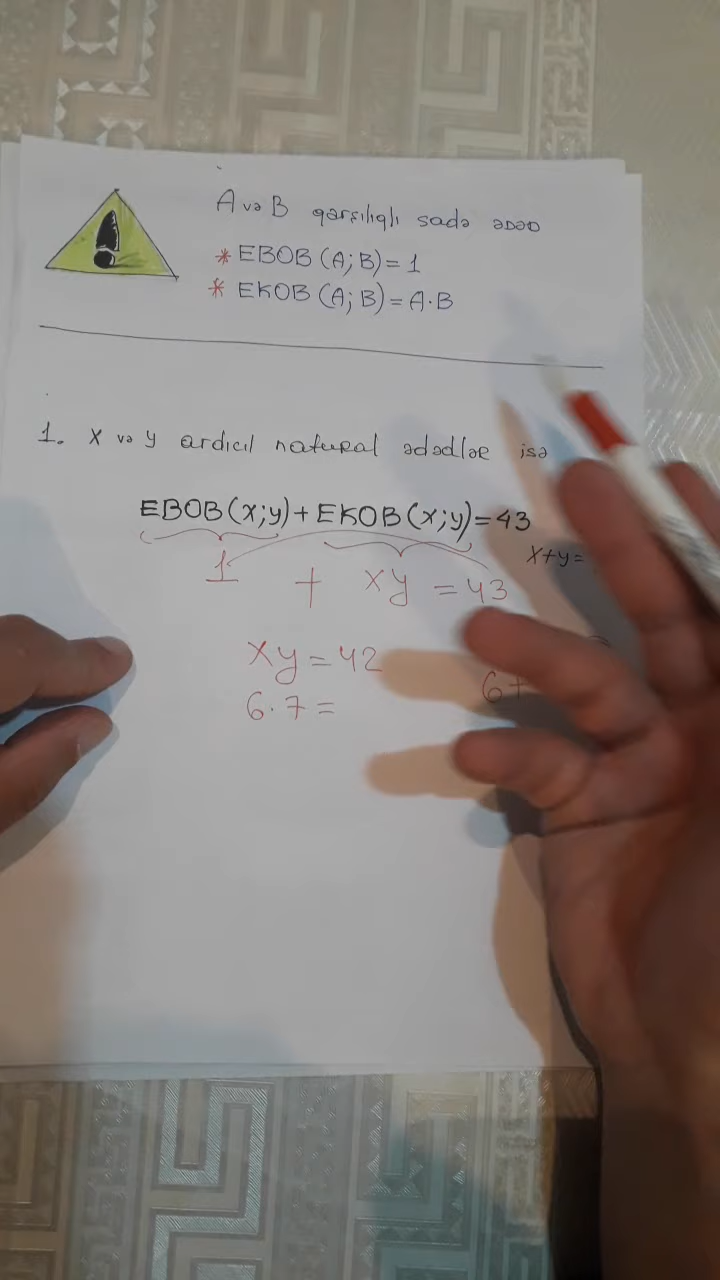 A və B qarşılıqlı sadə ədəd
* EBOB (A; B) = 1
* EKOB (A; B) = A·B
1. X və y ardıcıl natural ədədlər isə
EBOB (x;y) + EKOB (x;y) = 43
x+y=
1 + xy = 43
xy = 42
6+
6·7 =